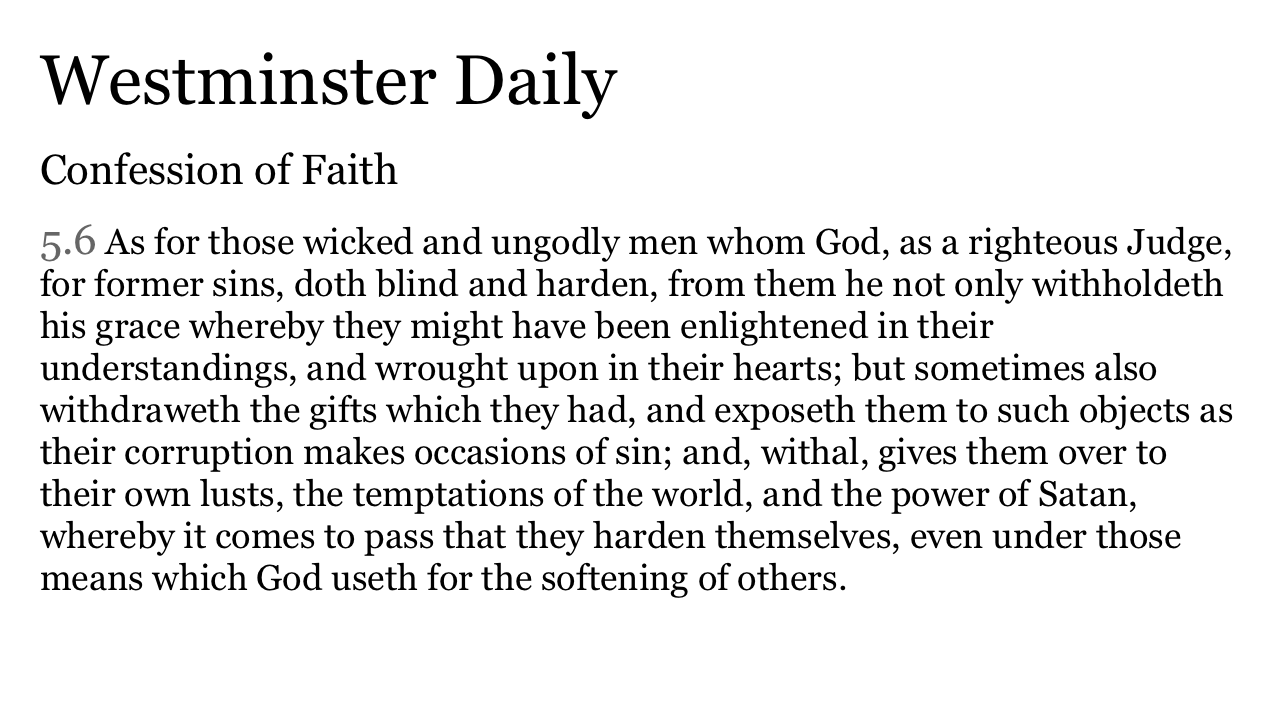 Westminster Daily
Confession of Faith
5.6 As for those wicked and ungodly men whom God, as a righteous Judge,
for former sins, doth blind and harden, from them he not only withholdeth
his grace whereby they might have been enlightened in their
understandings, and wrought upon in their hearts; but sometimes also
withdraweth the gifts which they had, and exposeth them to such objects as
their corruption makes occasions of sin; and, withal, gives them over to
their own lusts, the temptations of the world, and the power of Satan,
whereby it comes to pass that they harden themselves, even under those
means which God useth for the softening of others.